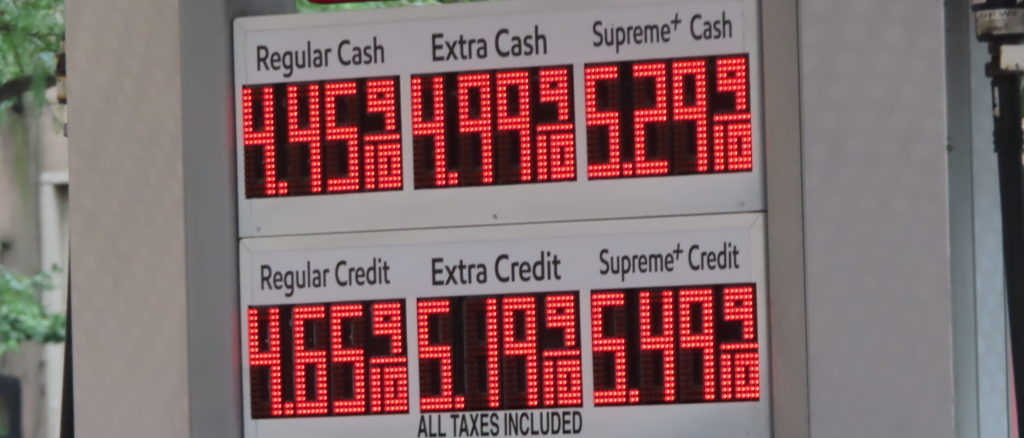 Regular Cash Extra Cash Supreme+ Cash
4.45 9/10 4.99 9/10 5.29 9/10
Regular Credit Extra Credit Supreme+ Credit
4.65 9/10 5.19 9/10 5.49 9/10
ALL TAXES INCLUDED